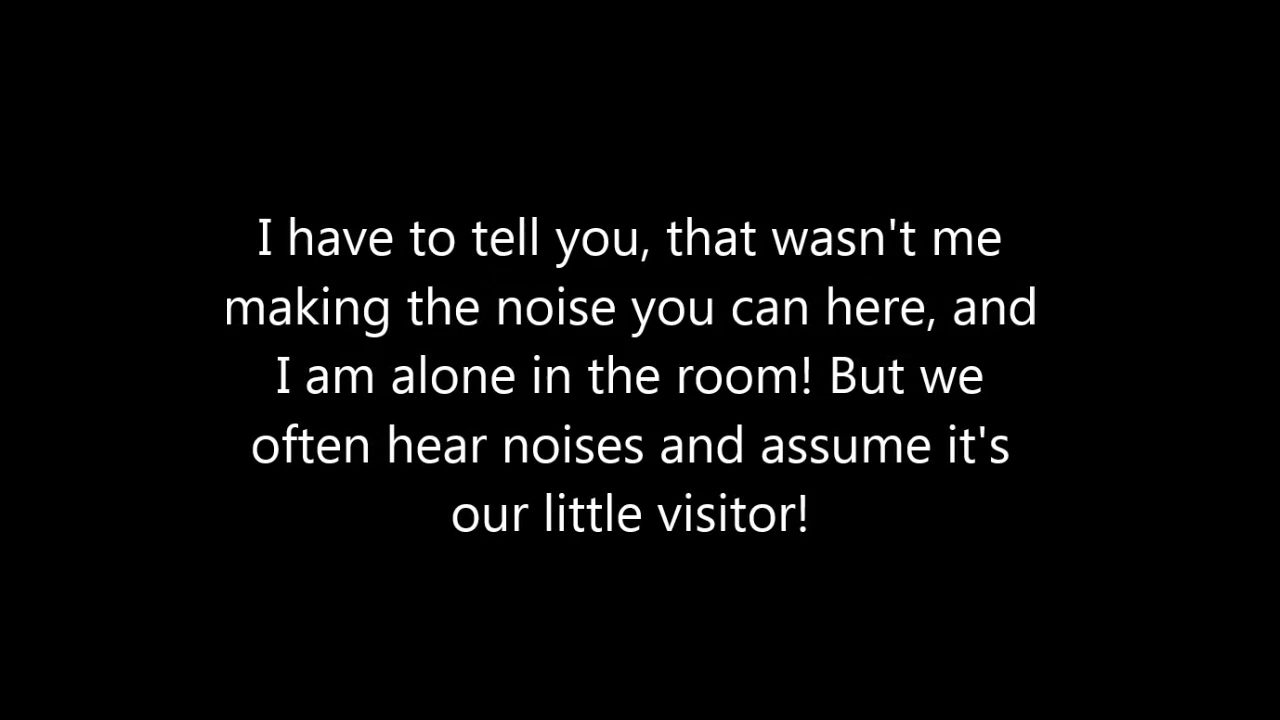 I have to tell you, that wasn't me
making the noise you can here, and
I am alone in the room! But we
often hear noises and assume it's
our little visitor!